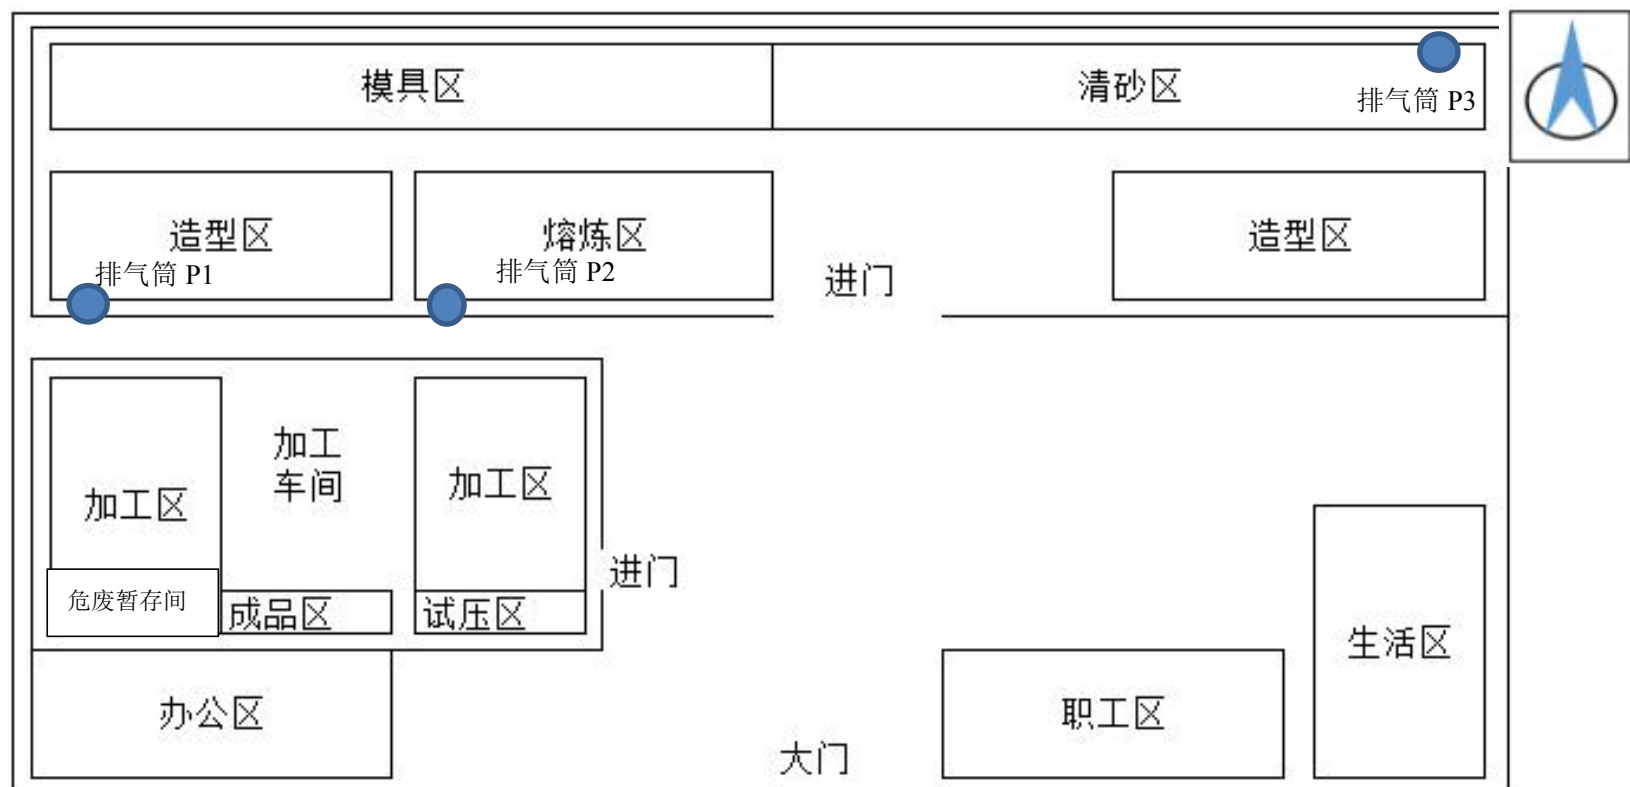 模具区
清砂区
排气筒 P3
造型区
熔炼区
造型区
排气筒 P1
排气筒 P2
进门
加工
车间
加工区
加工区
进门
危废暂存间
成品区
试压区
生活区
办公区
职工区
大门